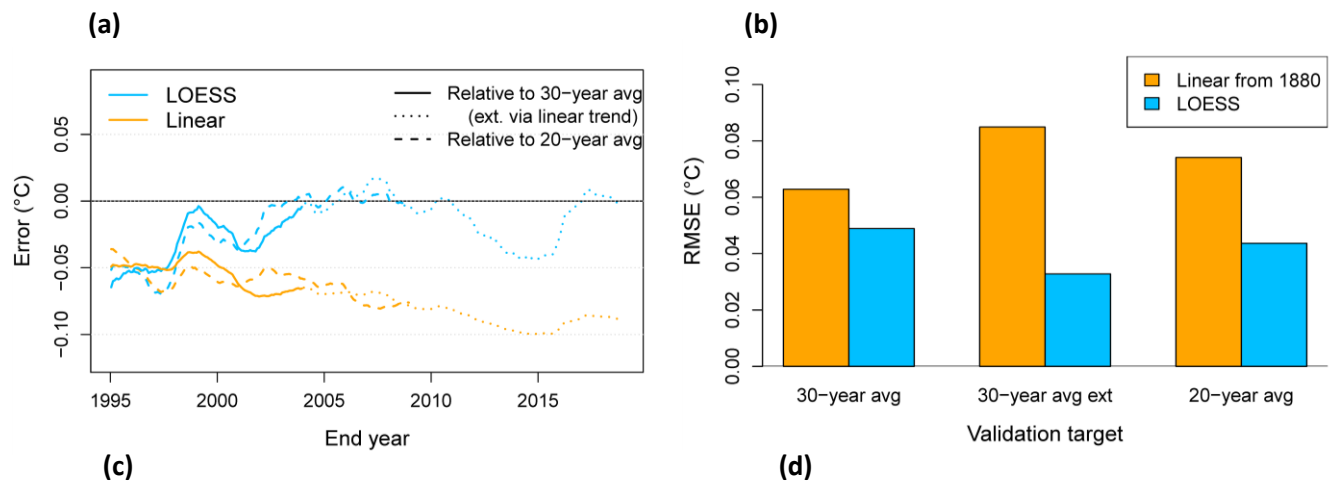 (a)
LOESS
Linear
Relative to 30−year avg
(ext. via linear trend)
Relative to 20−year avg
0.05
0.00
−0.05
−0.10
Error (°C)
1995
2000
2005
2010
2015
End year
(b)
Linear from 1880
LOESS
0.10
0.08
0.06
0.04
0.02
0.00
RMSE (°C)
30−year avg
30−year avg ext
20−year avg
Validation target
(c)
(d)